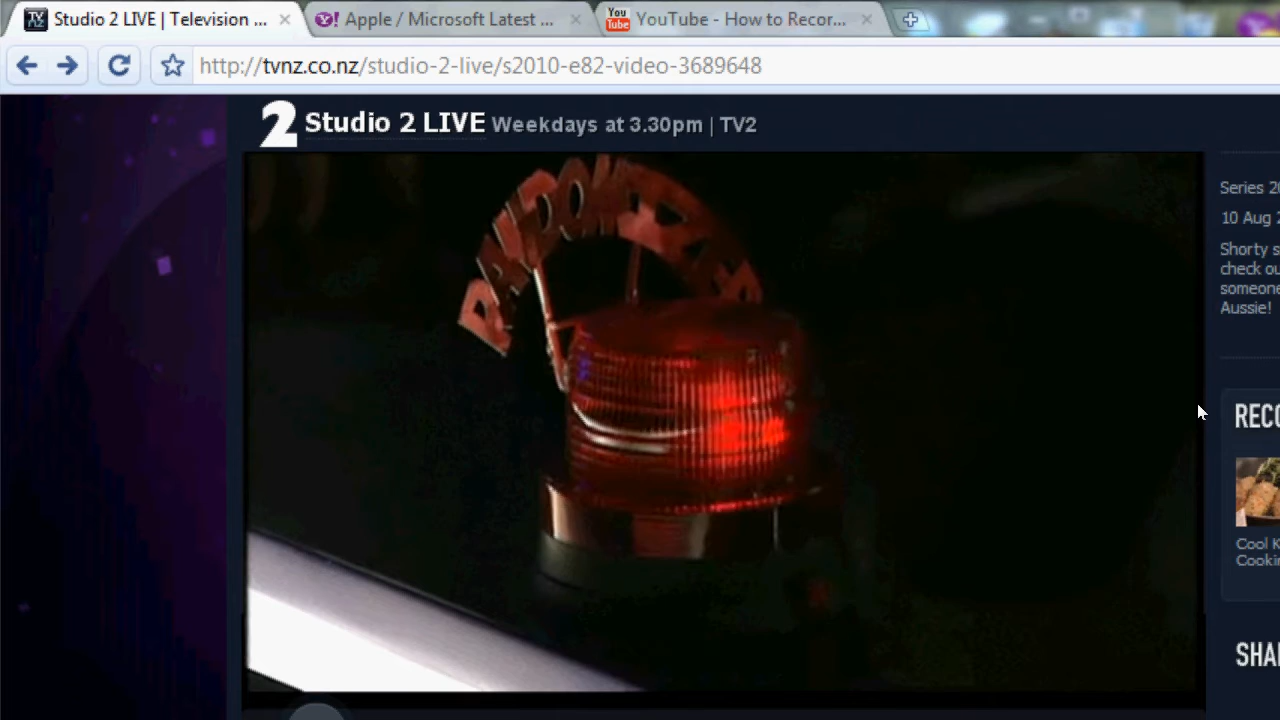 Studio 2 LIVE | Television ...
Apple / Microsoft Latest ...
YouTube - How to Recor...
http://tvnz.co.nz/studio-2-live/s2010-e82-video-3689648
2 Studio 2 LIVE Weekdays at 3.30pm | TV2
RANDOM
Series 2
10 Aug 2
Shorty s
check ou
someone
Aussie!
RECO
Cool K
Cookin
SHA